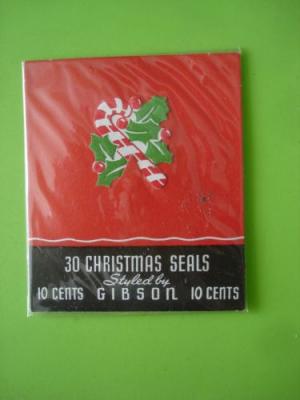 30 CHRISTMAS SEALS
Styled by
10 CENTS GIBSON 10 CENTS